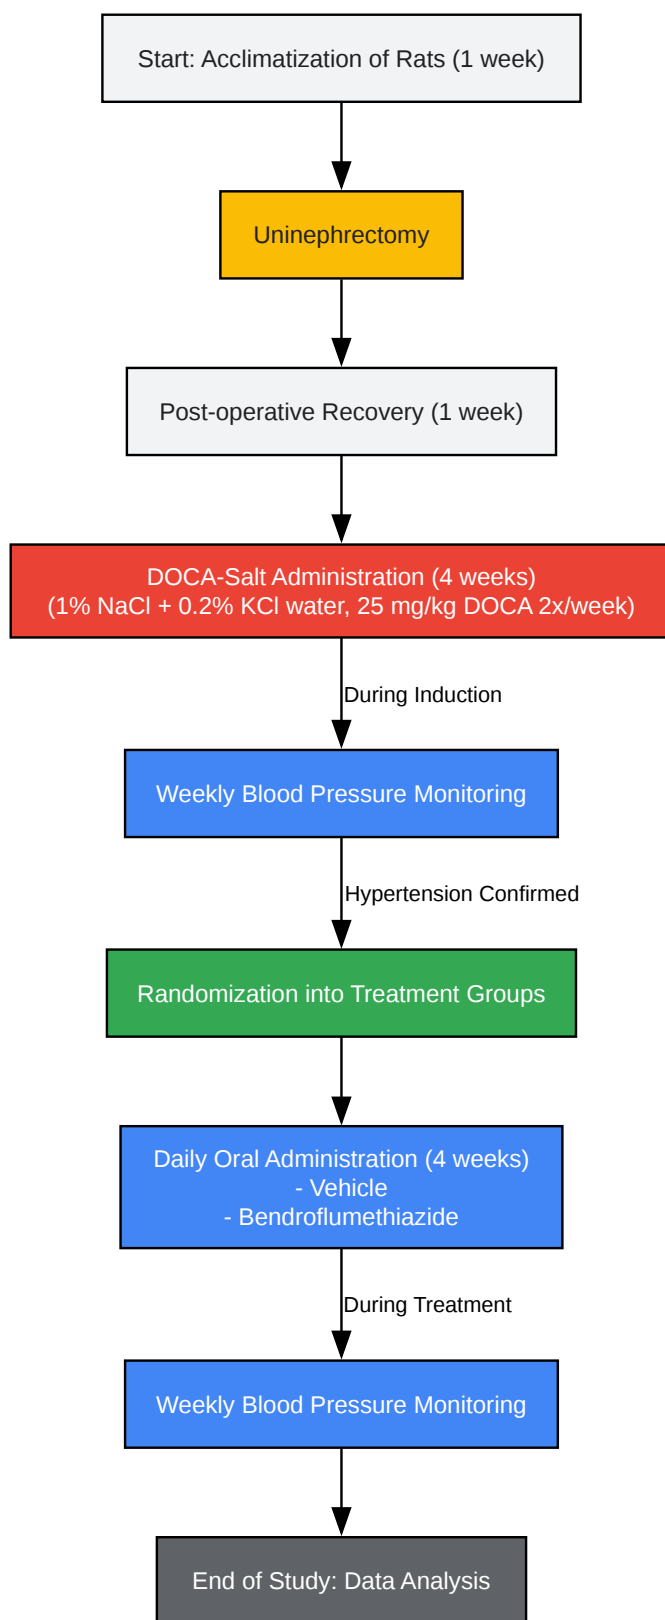 Start: Acclimatization of Rats (1 week)
Uninephrectomy
Post-operative Recovery (1 week)
DOCA-Salt Administration (4 weeks)
(1% NaCl + 0.2% KCl water, 25 mg/kg DOCA 2x/week)
During Induction
Weekly Blood Pressure Monitoring
Hypertension Confirmed
Randomization into Treatment Groups
Daily Oral Administration (4 weeks)
- Vehicle
- Bendroflumethiazide
During Treatment
Weekly Blood Pressure Monitoring
End of Study: Data Analysis